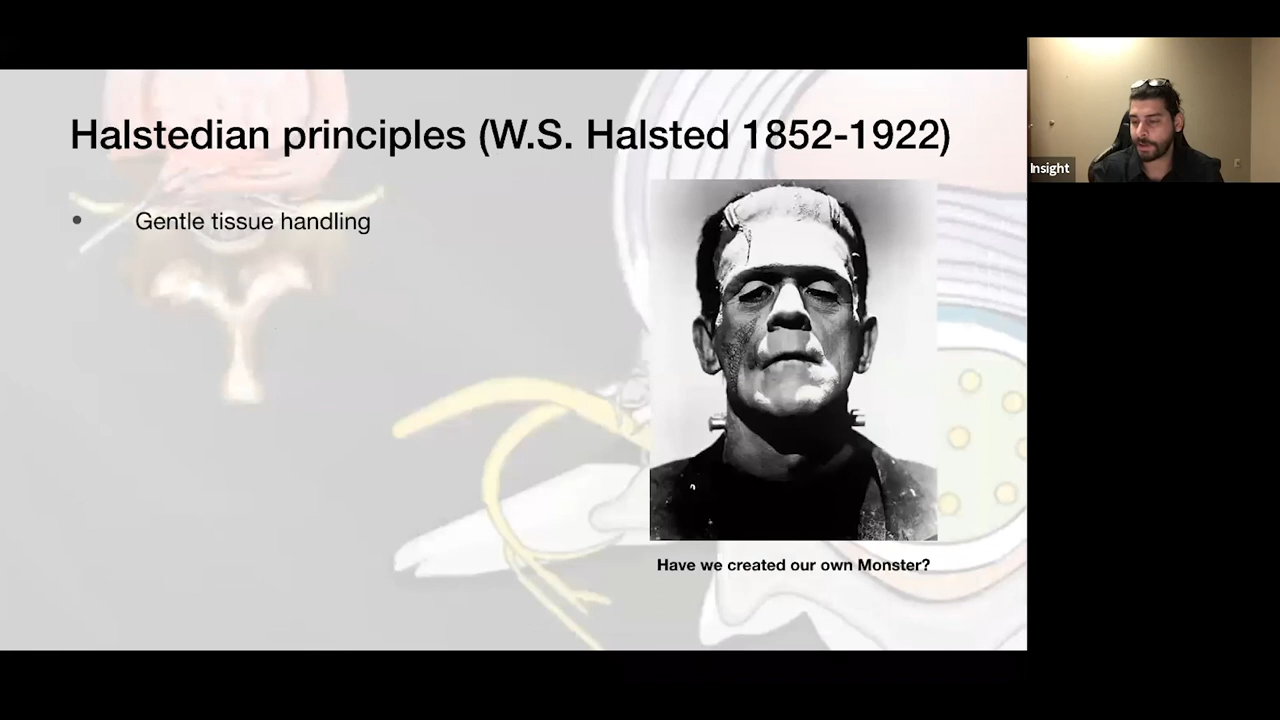 Halstedian principles (W.S. Halsted 1852-1922)
• Gentle tissue handling
Have we created our own Monster?
Insight